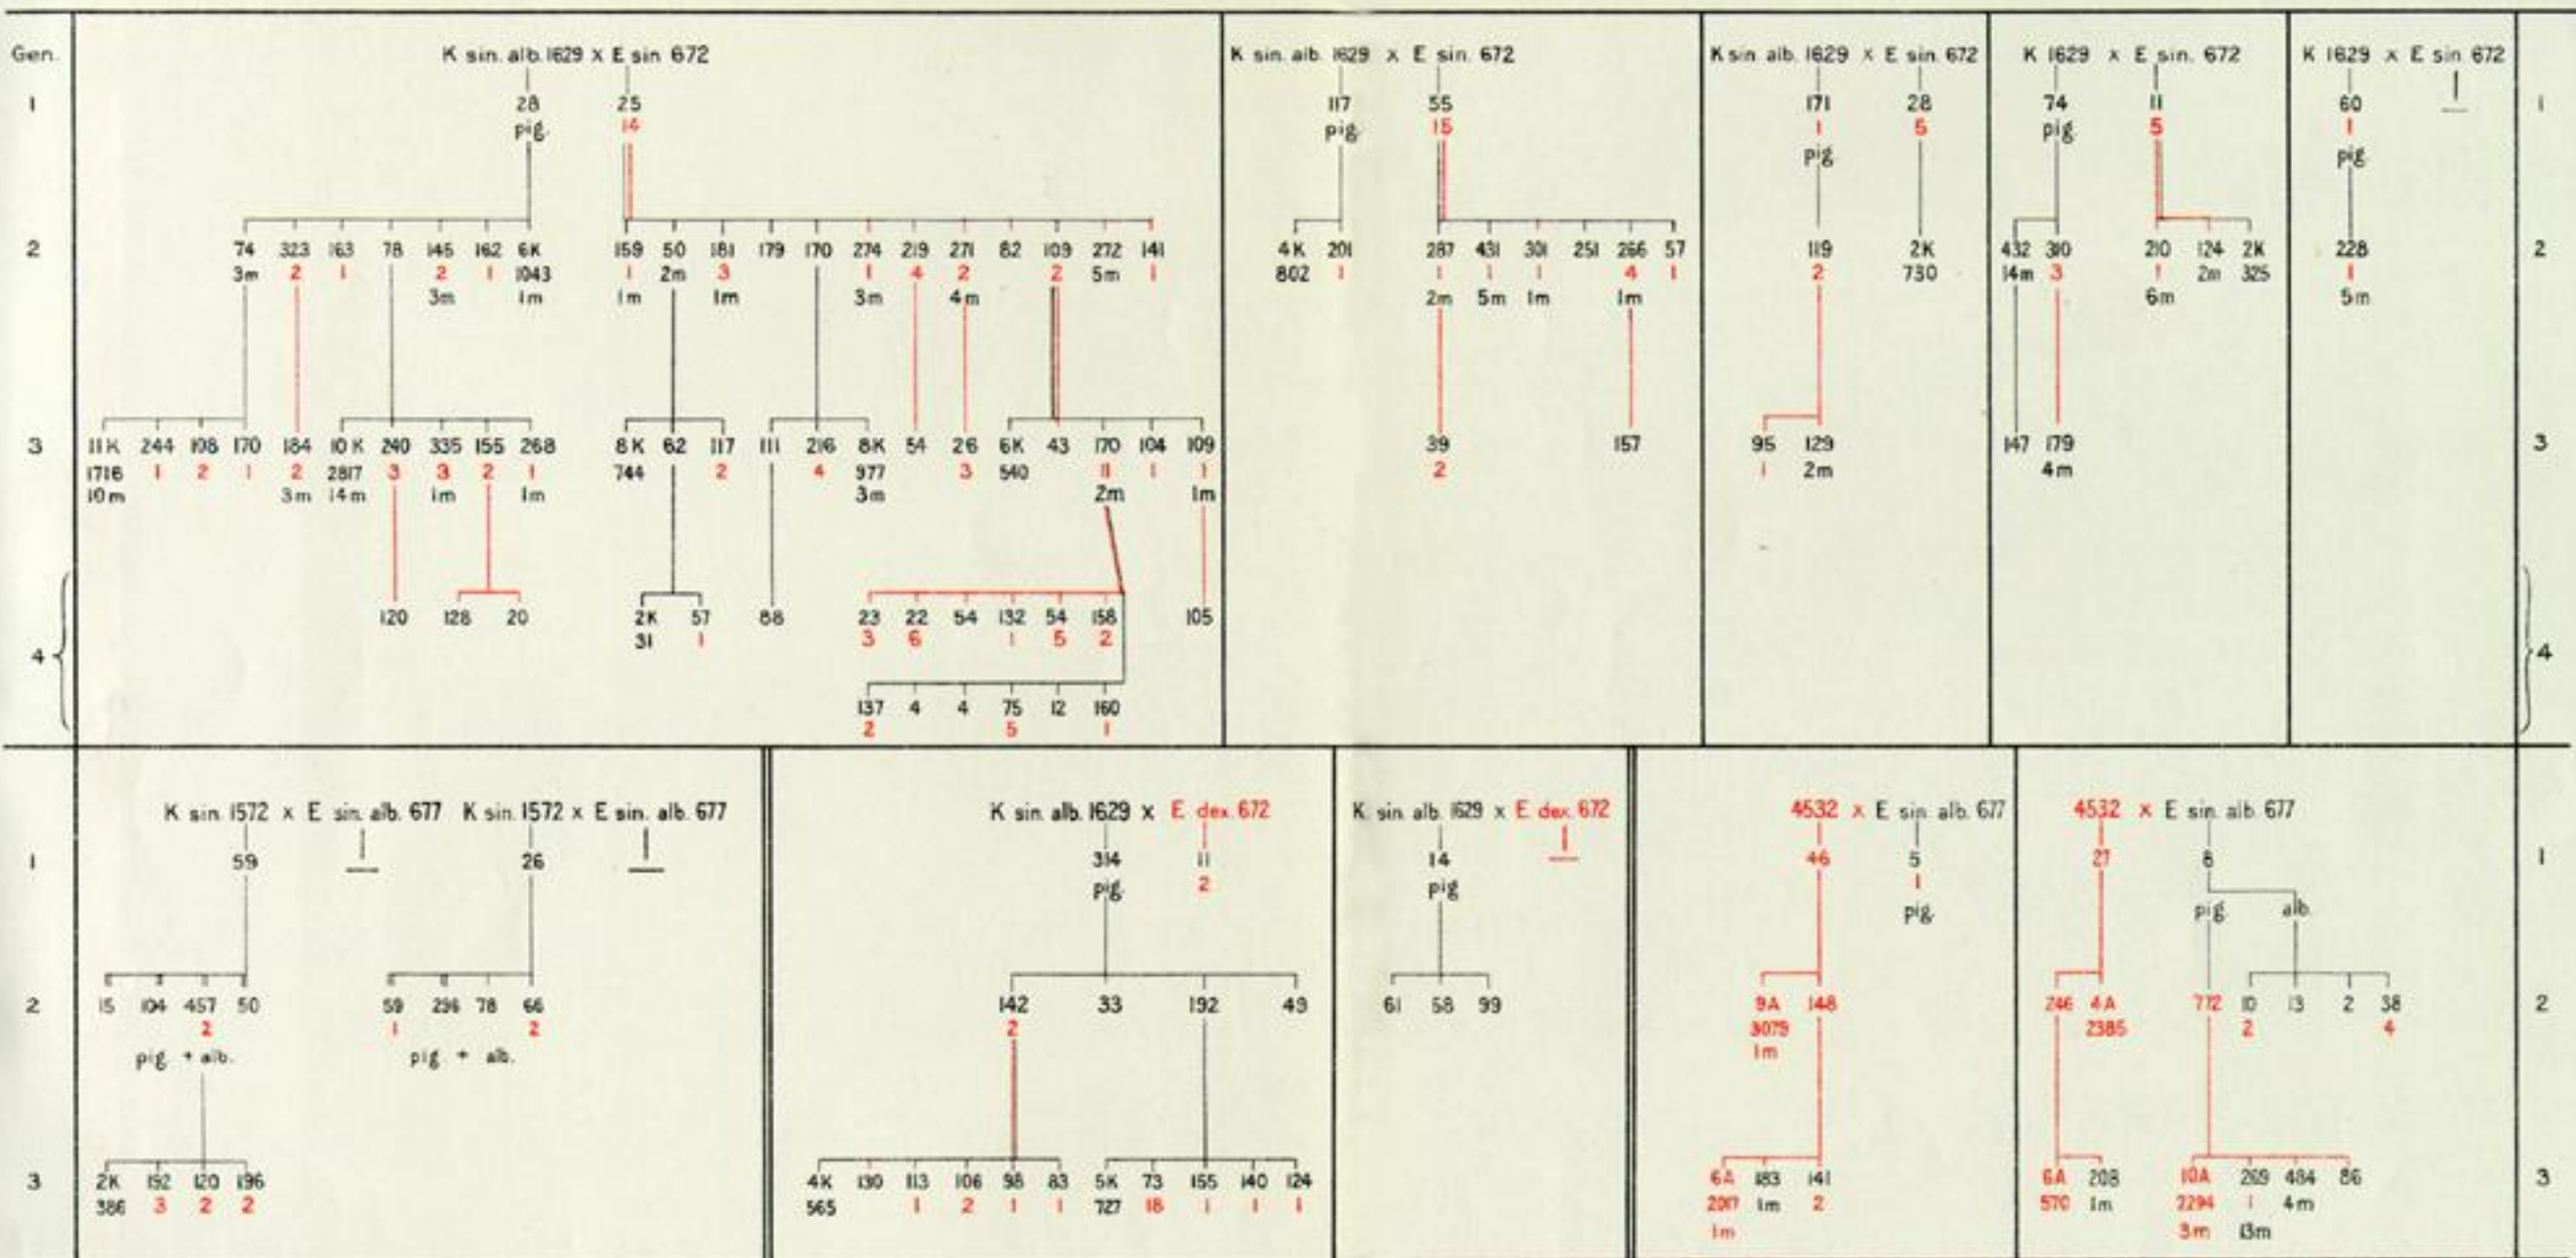 Gen. K sin. alb. 1629 x E sin 672 K sin. alb. 1629 x E sin. 672 K sin. alb. 1629 x E sin. 672 K 1629 x E sin. 672 K 1629 x E sin 672
1 28 25 117 55 171 28 74 11 60 1
pig. 14 pig. 15 1 5 pig. 5 1
pig. pig.
2 74 323 163 78 145 162 6K 159 50 181 179 170 274 219 271 82 109 272 141 4K 201 287 431 301 251 266 57 119 2K 432 310 210 124 2K 228 2
3m 2 1 2 1 1043 1 2m 3 1 4 2 2 5m 1 802 1 1 1 1 4 1 2 730 14m 3 1 2m 325 1
3m 1m 1m 1m 3m 4m 2m 5m 1m 1m 6m 5m
3 11K 244 108 170 184 10K 240 335 155 268 8K 62 117 111 216 8K 54 26 6K 43 170 104 109 39 157 95 129 147 179 3
1716 1 2 1 2 2817 3 3 2 1 744 2 4 977 3 540 11 1 1 2 1 2m 4m
10m 3m 14m 1m 1m 3m 2m 1m
120 128 20 2K 57 88 23 22 54 132 54 158 105
31 1 3 6 1 5 2
4 4
137 4 4 75 12 160
2 5 1
K sin. 1572 x E sin. alb. 677 K sin. 1572 x E sin. alb. 677 K sin. alb. 1629 x E. dex. 672 K. sin. alb. 1629 x E. dex. 672 4532 x E sin. alb. 677 4532 x E sin. alb. 677
1 59 26 314 11 14 46 5 27 8 1
pig. 2 pig. 1
pig. pig. alb.
2 15 104 457 50 59 236 78 66 142 33 192 49 61 58 99 9A 148 246 4A 772 10 13 2 38 2
2 1 2 2 3079 2385 2 4
pig. + alb. pig + alb. 1m
3 2K 192 120 196 4K 130 113 106 98 83 5K 73 155 140 124 6A 183 141 6A 208 10A 269 484 86 3
386 3 2 2 565 1 2 1 1 727 18 1 1 1 1m 2 570 1m 2294 1 4m
1m 3m 13m